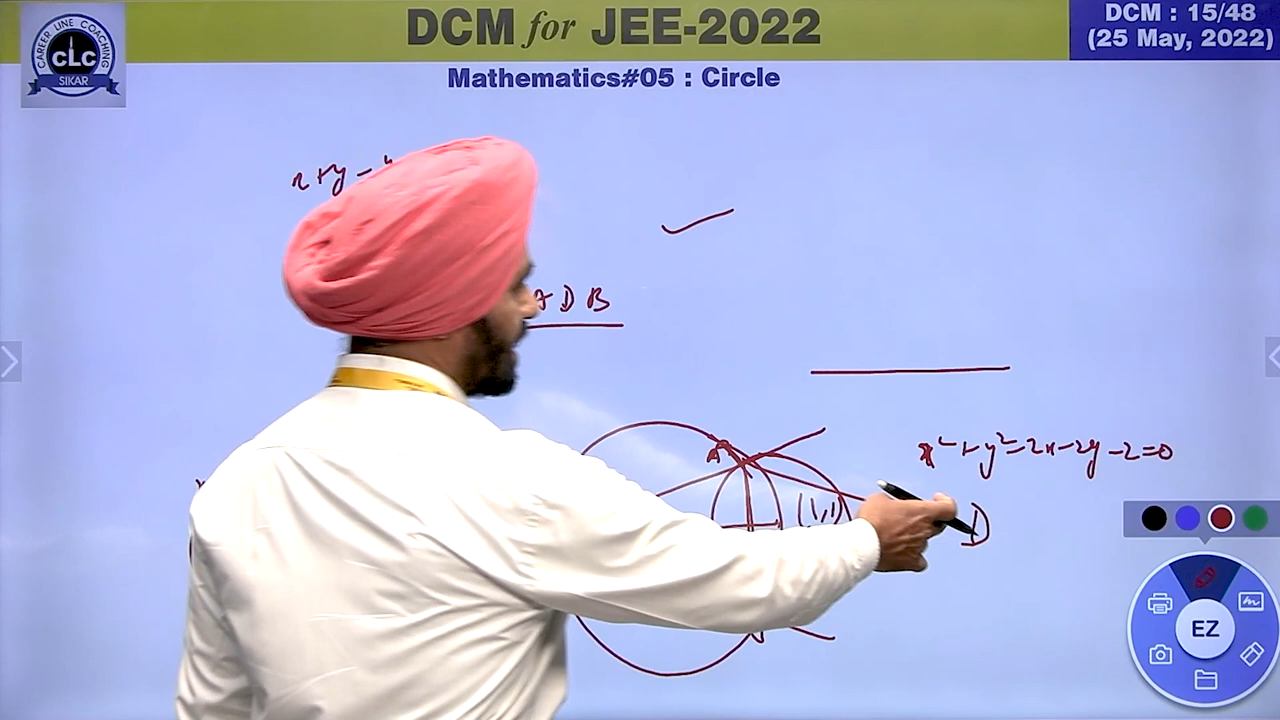 DCM for JEE-2022
DCM : 15/48
(25 May, 2022)
CAREER LINE COACHING
CLC
SIKAR
Mathematics#05 : Circle
x+y-
A D B
x²+y²-2x-2y-2=0
A
(1,1)
D
EZ